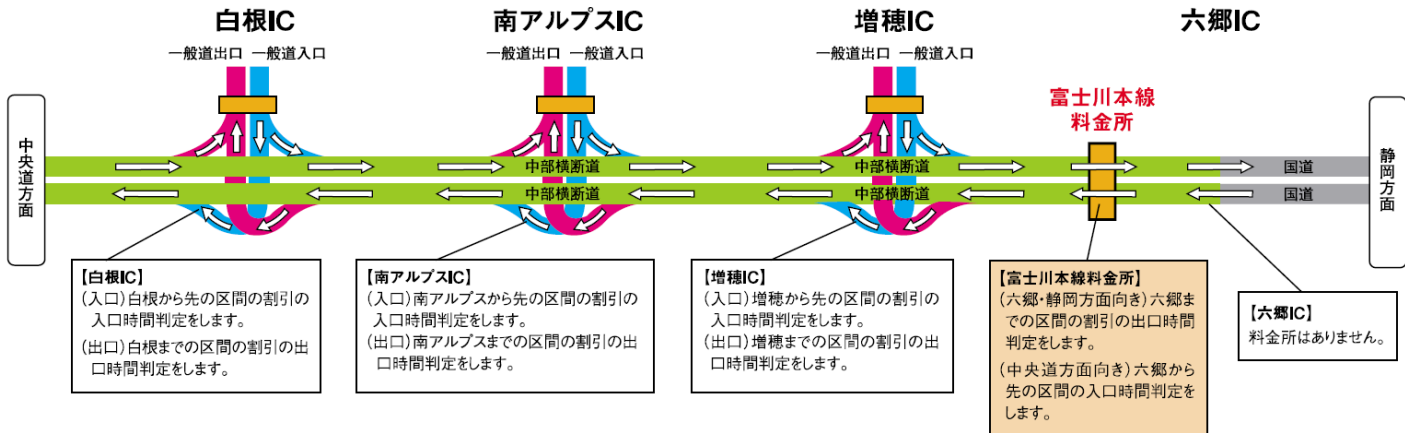 白根IC
南アルプスIC
増穂IC
六郷IC
一般道出口 一般道入口
一般道出口 一般道入口
一般道出口 一般道入口
富士川本線
料金所
中央道方面
静岡方面
中部横断道
中部横断道
国道
中部横断道
中部横断道
国道
【白根IC】
(入口)白根から先の区間の割引の
入口時間判定をします。
(出口)白根までの区間の割引の出
口時間判定をします。
【南アルプスIC】
(入口)南アルプスから先の区間の割引の
入口時間判定をします。
(出口)南アルプスまでの区間の割引の出
口時間判定をします。
【増穂IC】
(入口)増穂から先の区間の割引の
入口時間判定をします。
(出口)増穂までの区間の割引の出
口時間判定をします。
【富士川本線料金所】
(六郷・静岡方面向き)六郷ま
での区間の割引の出口時間
判定をします。
(中央道方面向き)六郷から
先の区間の入口時間判定を
します。
【六郷IC】
料金所はありません。